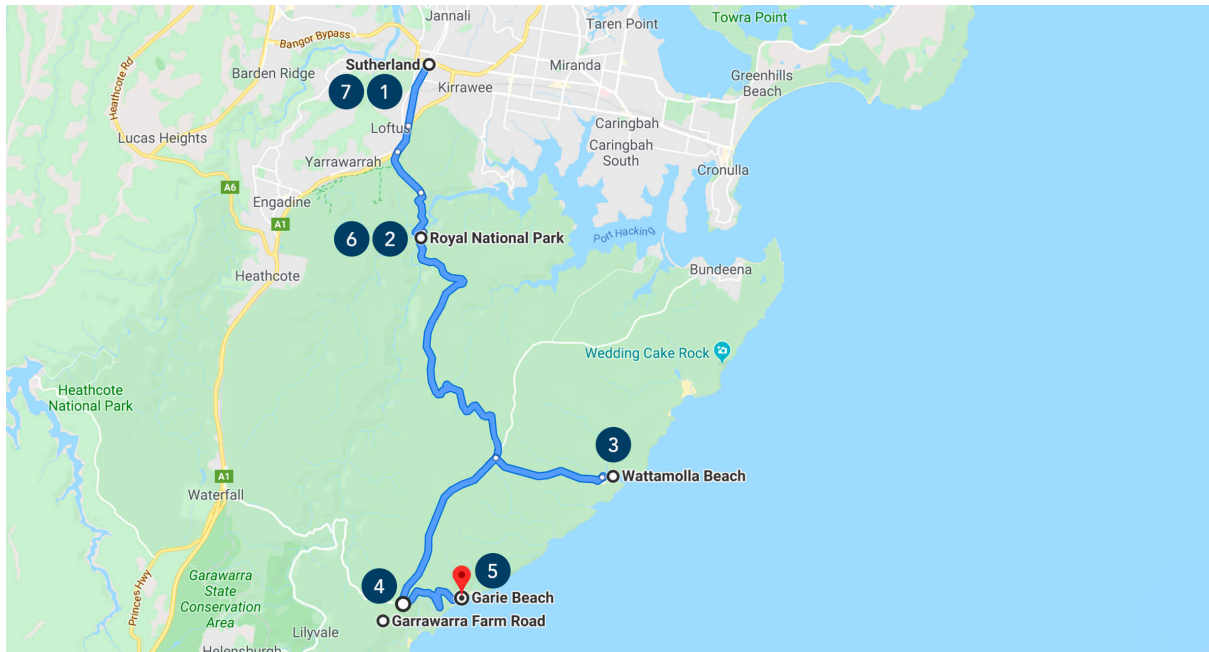 Jannali
Towra Point
Taren Point
Bangor Bypass
Sutherland
Miranda
Heathcote Rd
Barden Ridge
Greenhills
Beach
7
1
Kirrawee
Loftus
Caringbah
Lucas Heights
Caringbah
South
Yarrawarrah
Cronulla
A6
Engadine
A1
6
2
Royal National Park
Port Hacking
Heathcote
Bundeena
Wedding Cake Rock
Heathcote
National Park
3
Wattamolla Beach
A1
Waterfall
Garawarra
State
Conservation
Area
Princes Hwy
4
5
Garie Beach
Garrawarra Farm Road
Lilyvale
Helensburgh